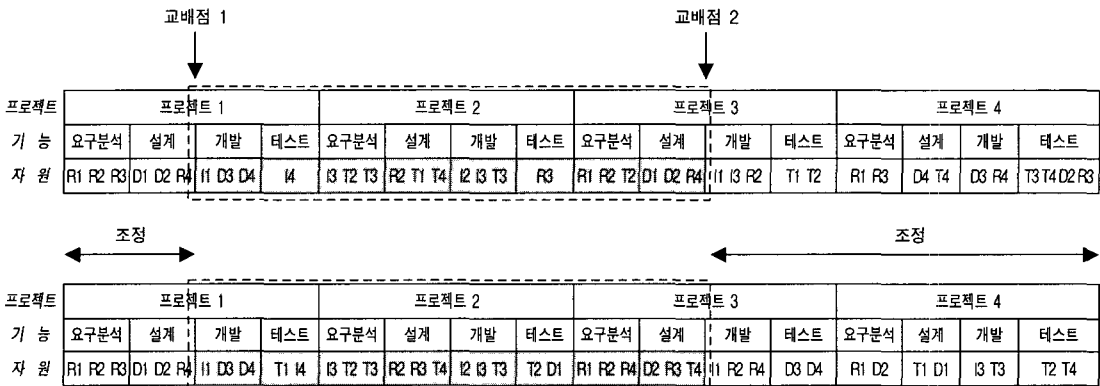 교배점 1 교배점 2
프로젝트 프로젝트 1 프로젝트 2 프로젝트 3 프로젝트 4
기 능 요구분석 설계 개발 테스트 요구분석 설계 개발 테스트 요구분석 설계 개발 테스트 요구분석 설계 개발 테스트
자 원 R1 R2 R3 D1 D2 R4 I1 D3 D4 I4 I3 T2 T3 R2 T1 T4 I2 I3 T3 R3 R1 R2 T2 D1 D2 R4 I1 I3 R2 T1 T2 R1 R3 D4 T4 D3 R4 T3 T4 D2 R3
조정 조정
프로젝트 프로젝트 1 프로젝트 2 프로젝트 3 프로젝트 4
기 능 요구분석 설계 개발 테스트 요구분석 설계 개발 테스트 요구분석 설계 개발 테스트 요구분석 설계 개발 테스트
자 원 R1 R2 R3 D1 D2 R4 I1 D3 D4 T1 I4 I3 T2 T3 R2 R3 T4 I2 I3 T3 T2 D1 R1 R2 R4 D2 R3 T4 I1 R2 R4 D3 D4 R1 D2 T1 D1 I3 T3 T2 T4